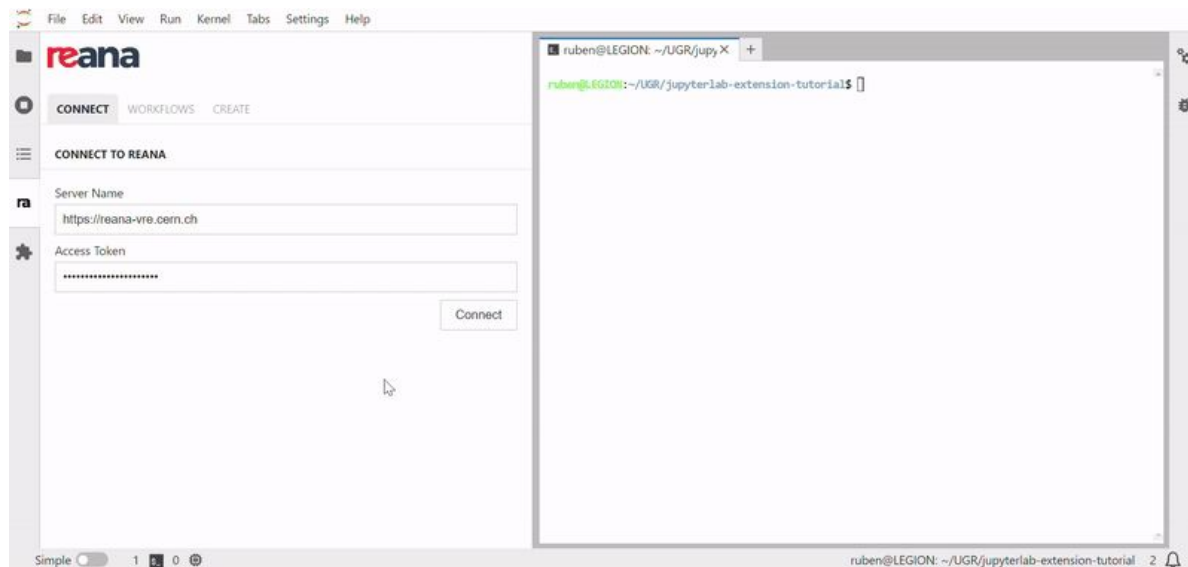 File Edit View Run Kernel Tabs Settings Help
reana
CONNECT WORKFLOWS CREATE
CONNECT TO REANA
Server Name
https://reana-vre.cern.ch
Access Token
••••••••••••••••••••••
Connect
ra
ruben@LEGION: ~/UGR/jupy
ruben@LEGION:~/UGR/jupyterlab-extension-tutorial$
Simple 1 0
ruben@LEGION: ~/UGR/jupyterlab-extension-tutorial 2